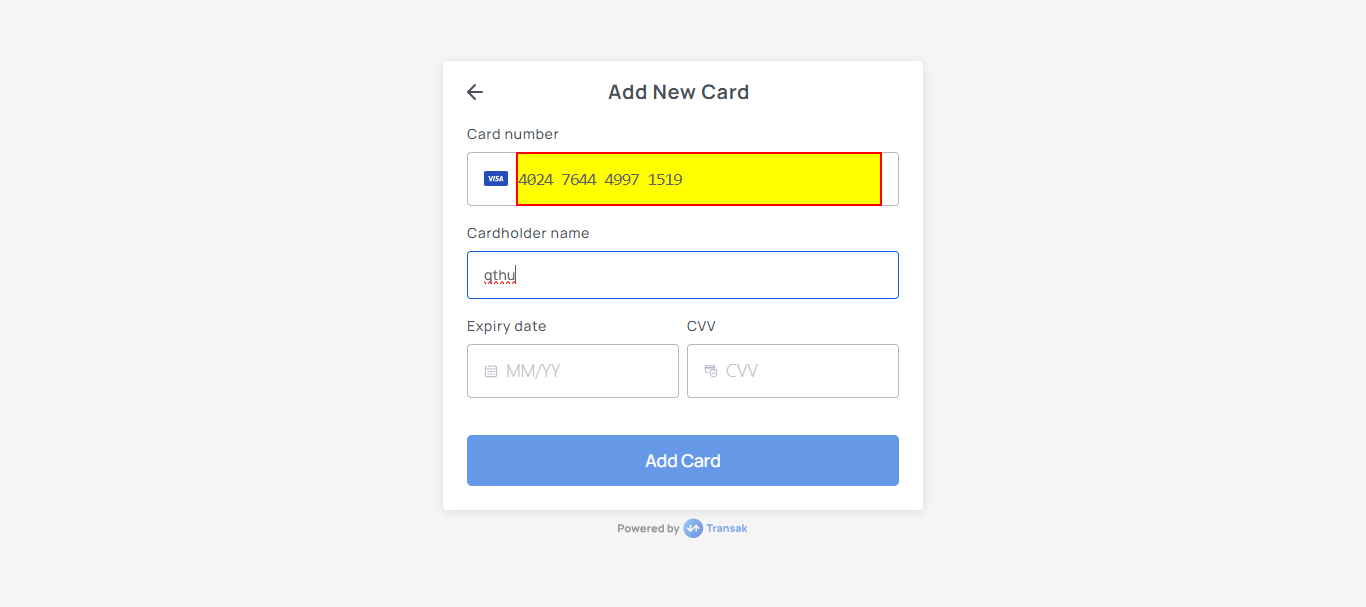 Add New Card
Card number
VISA
4024 7644 4997 1519
Cardholder name
qthu
Expiry date
CVV
MM/YY
CVV
Add Card
Powered by Transak